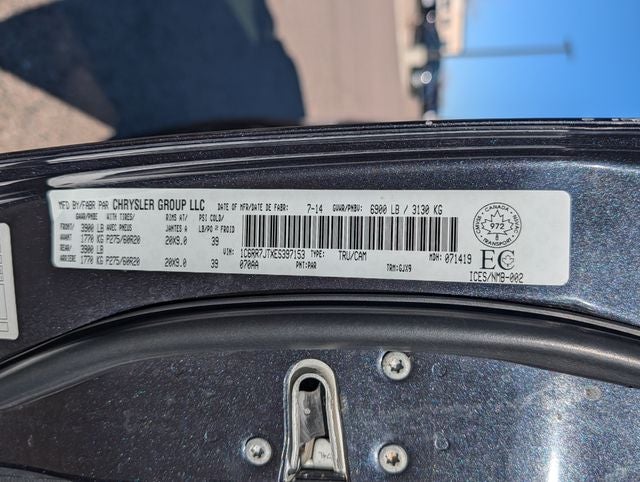 MFD BY/FABR PAR CHRYSLER GROUP LLC DATE OF MFR/DATE DE FABR: 7-14 GVWR/PNBV: 6900 LB / 3130 KG
GAWR/PNBE WITH TIRES RIMS AT/ PSI COLD/
FRONT/ 3900 LB AVEC PNEUS JANTES A LB/PO² FROID
AVANT 1770 KG P275/60R20 20X9.0 39
REAR/ 3900 LB
ARRIERE 1770 KG P275/60R20 20X9.0 39
1C6RR7JTXES397153 TYPE: TRU/CAM MDH: 071419
070AA PNT:PAR TRM:GJX9
CANADA
972
TRANSPORT
EC
ICES/NMB-002